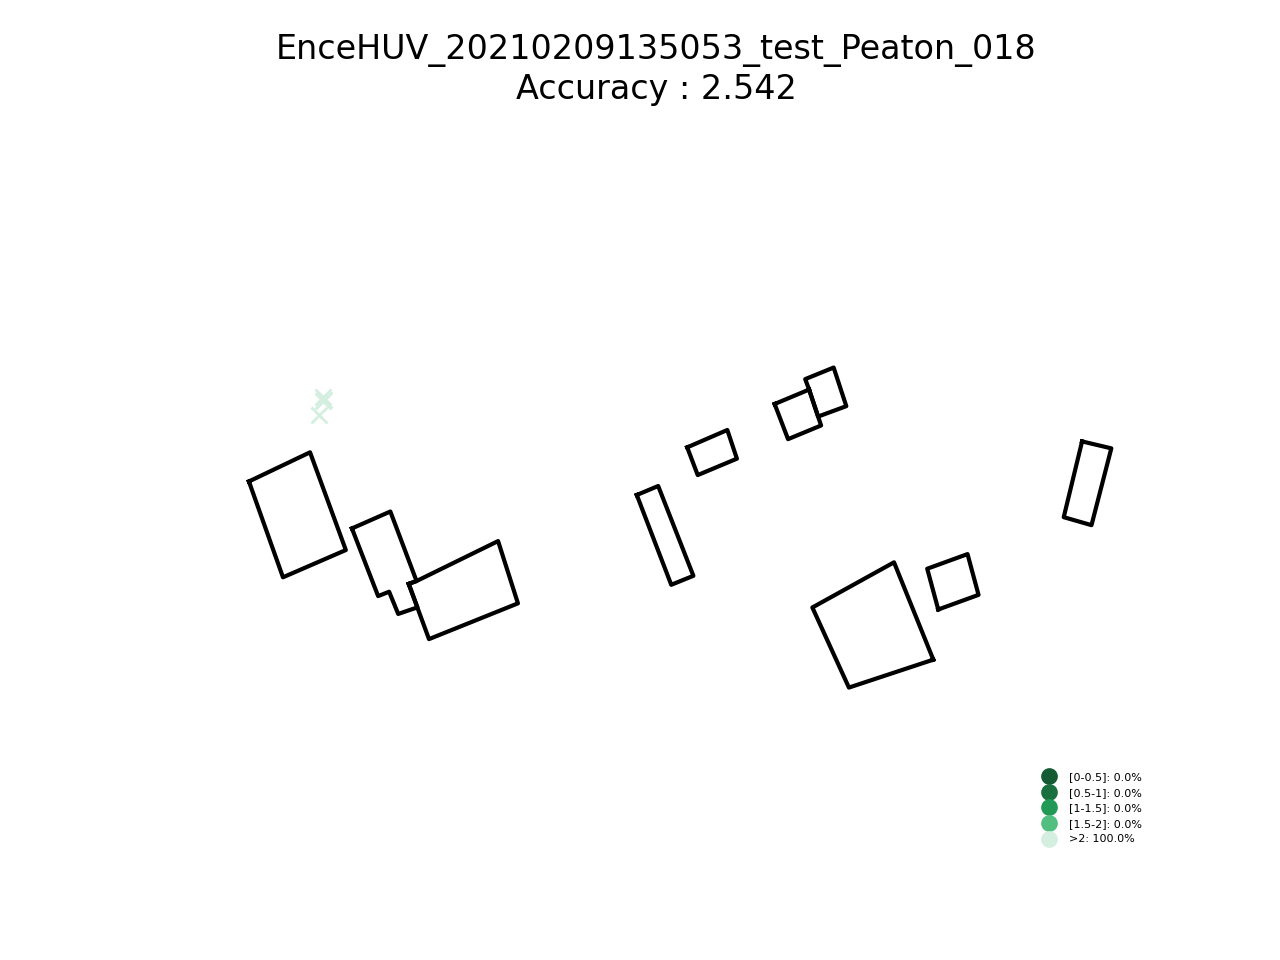 EnceHUV_20210209135053_test_Peaton_018
Accuracy : 2.542
[0-0.5]: 0.0%
[0.5-1]: 0.0%
[1-1.5]: 0.0%
[1.5-2]: 0.0%
>2: 100.0%